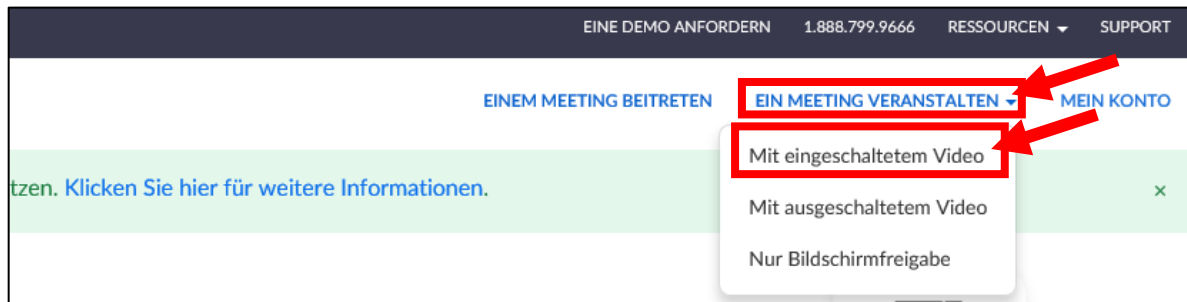 EINE DEMO ANFORDERN 1.888.799.9666 RESSOURCEN SUPPORT
EINEM MEETING BEITRETEN EIN MEETING VERANSTALTEN MEIN KONTO
Mit eingeschaltetem Video
tzen. Klicken Sie hier für weitere Informationen. ×
Mit ausgeschaltetem Video
Nur Bildschirmfreigabe